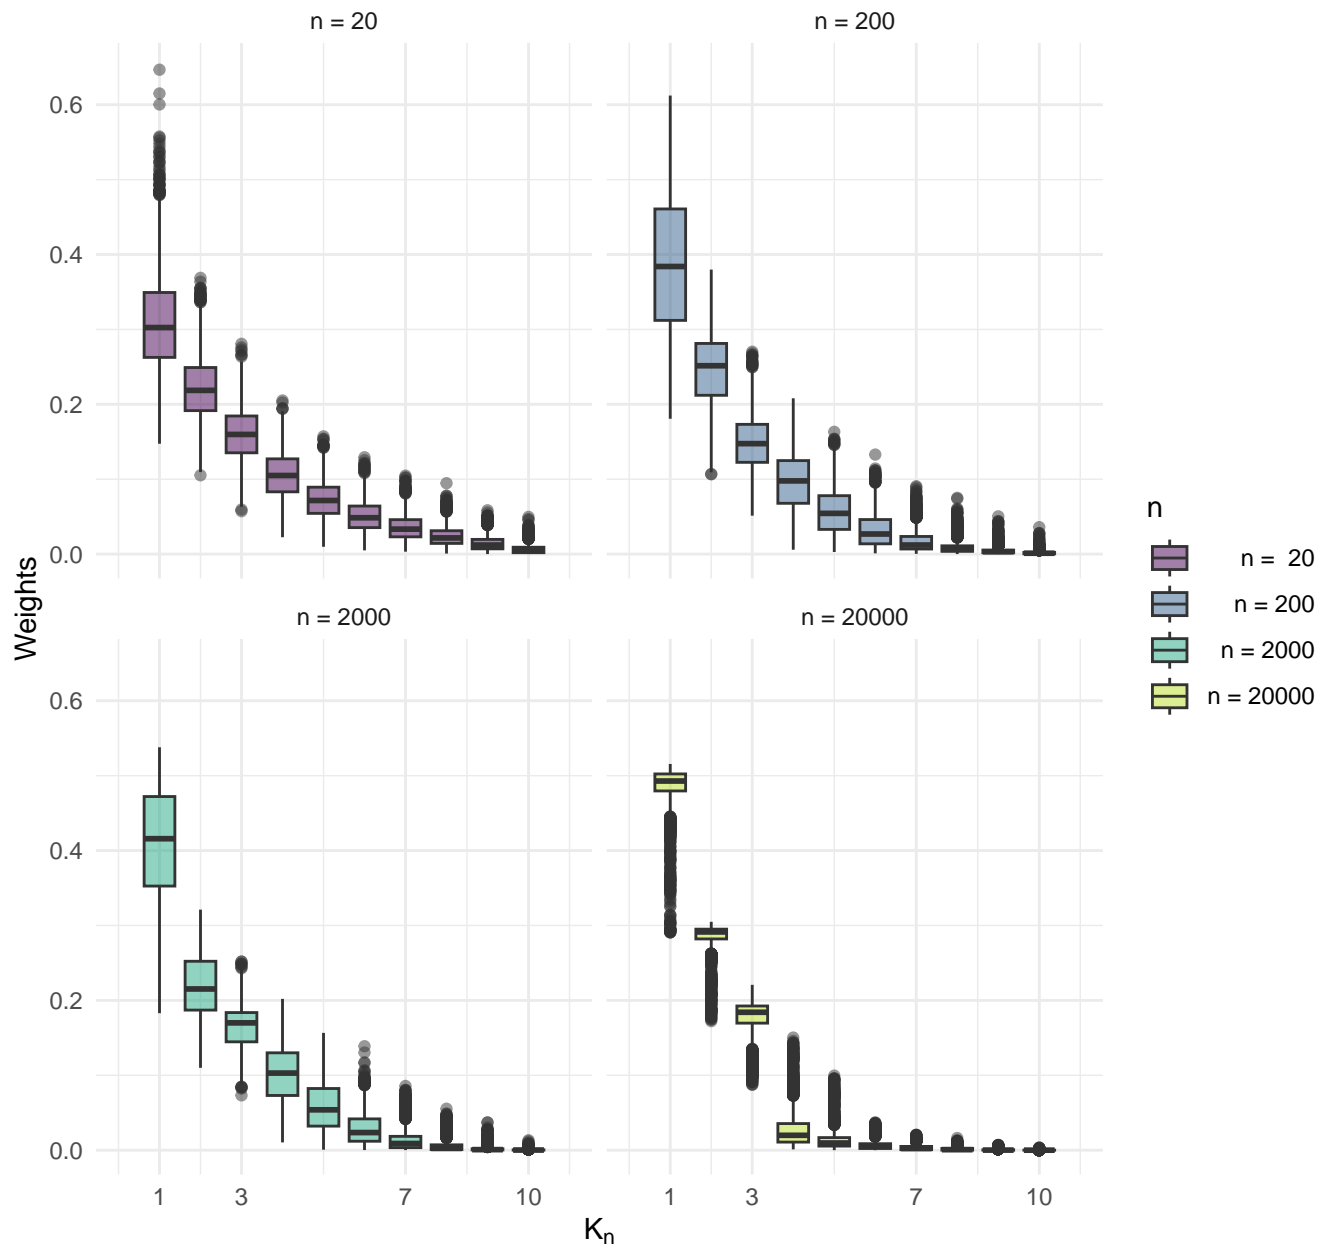 n = 20
n = 200
0.6
0.4
0.2
0.0
Weights
n = 2000
n = 20000
0.6
0.4
0.2
0.0
1 3 7 10
1 3 7 10
Kn
n
n = 20
n = 200
n = 2000
n = 20000